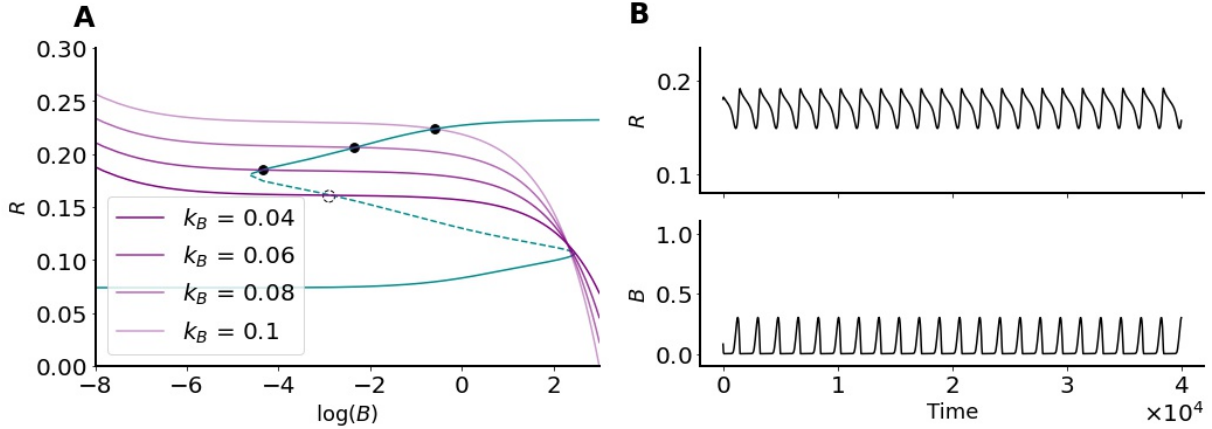 A
0.30
0.25
0.20
0.15
0.10
0.05
0.00
R
k_B = 0.04
k_B = 0.06
k_B = 0.08
k_B = 0.1
−8 −6 −4 −2 0 2
log(B)
B
0.2
0.1
R
1.0
0.5
0.0
B
0 1 2 3 4
Time
×10⁴